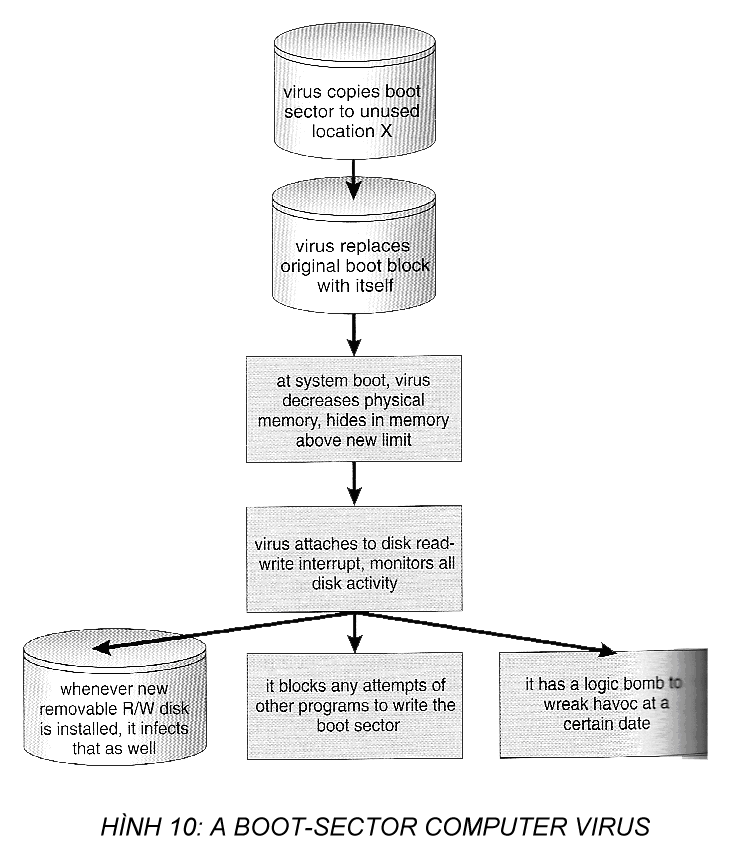 virus copies boot
sector to unused
location X
virus replaces
original boot block
with itself
at system boot, virus
decreases physical
memory, hides in memory
above new limit
virus attaches to disk read-
write interrupt, monitors all
disk activity
whenever new
removable R/W disk
is installed, it infects
that as well
it blocks any attempts of
other programs to write the
boot sector
it has a logic bomb to
wreak havoc at a
certain date
HÌNH 10: A BOOT-SECTOR COMPUTER VIRUS